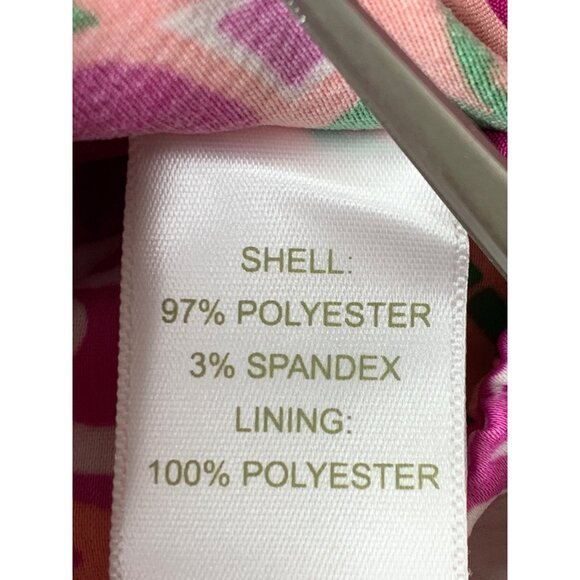 SHELL:
97% POLYESTER
3% SPANDEX
LINING:
100% POLYESTER